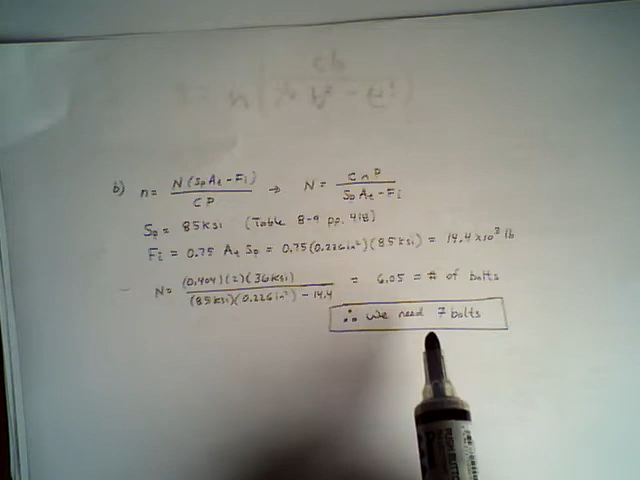 b) n = N(SpAt - Fi) / CP → N = CnP / SpAt - Fi
Sp = 85ksi (Table 8-9 pp. 418)
Fi = 0.75 At Sp = 0.75(0.226in²)(85ksi) = 14.4x10³ lb
N = (0.404)(2)(36ksi) / (85ksi)(0.226in²) - 14.4 = 6.05 = # of bolts
∴ we need 7 bolts